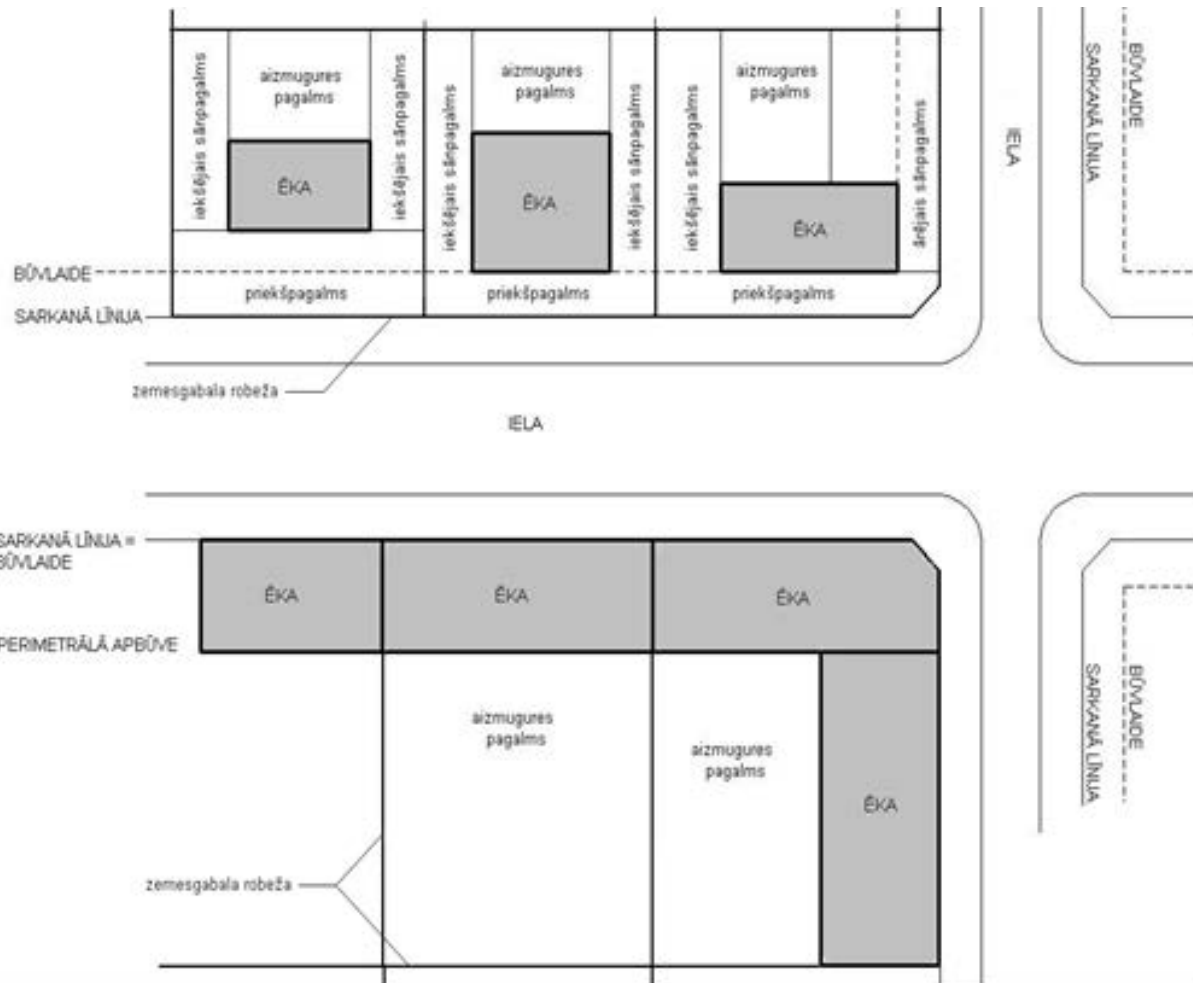 iekšējais sānpagalms
aizmugures
pagalms
iekšējais sānpagalms
iekšējais sānpagalms
aizmugures
pagalms
iekšējais sānpagalms
iekšējais sānpagalms
aizmugures
pagalms
ārējais sānpagalms
IELA
SARKANĀ LĪNIJA
BŪVLAIDE
ĒKA
ĒKA
ĒKA
BŪVLAIDE
priekšpagalms
priekšpagalms
priekšpagalms
SARKANĀ LĪNIJA
zemesgabala robeža
IELA
SARKANĀ LĪNIJA =
BŪVLAIDE
ĒKA
ĒKA
ĒKA
PERIMETRĀLĀ APBŪVE
aizmugures
pagalms
aizmugures
pagalms
SARKANĀ LĪNIJA
BŪVLAIDE
ĒKA
zemesgabala robeža